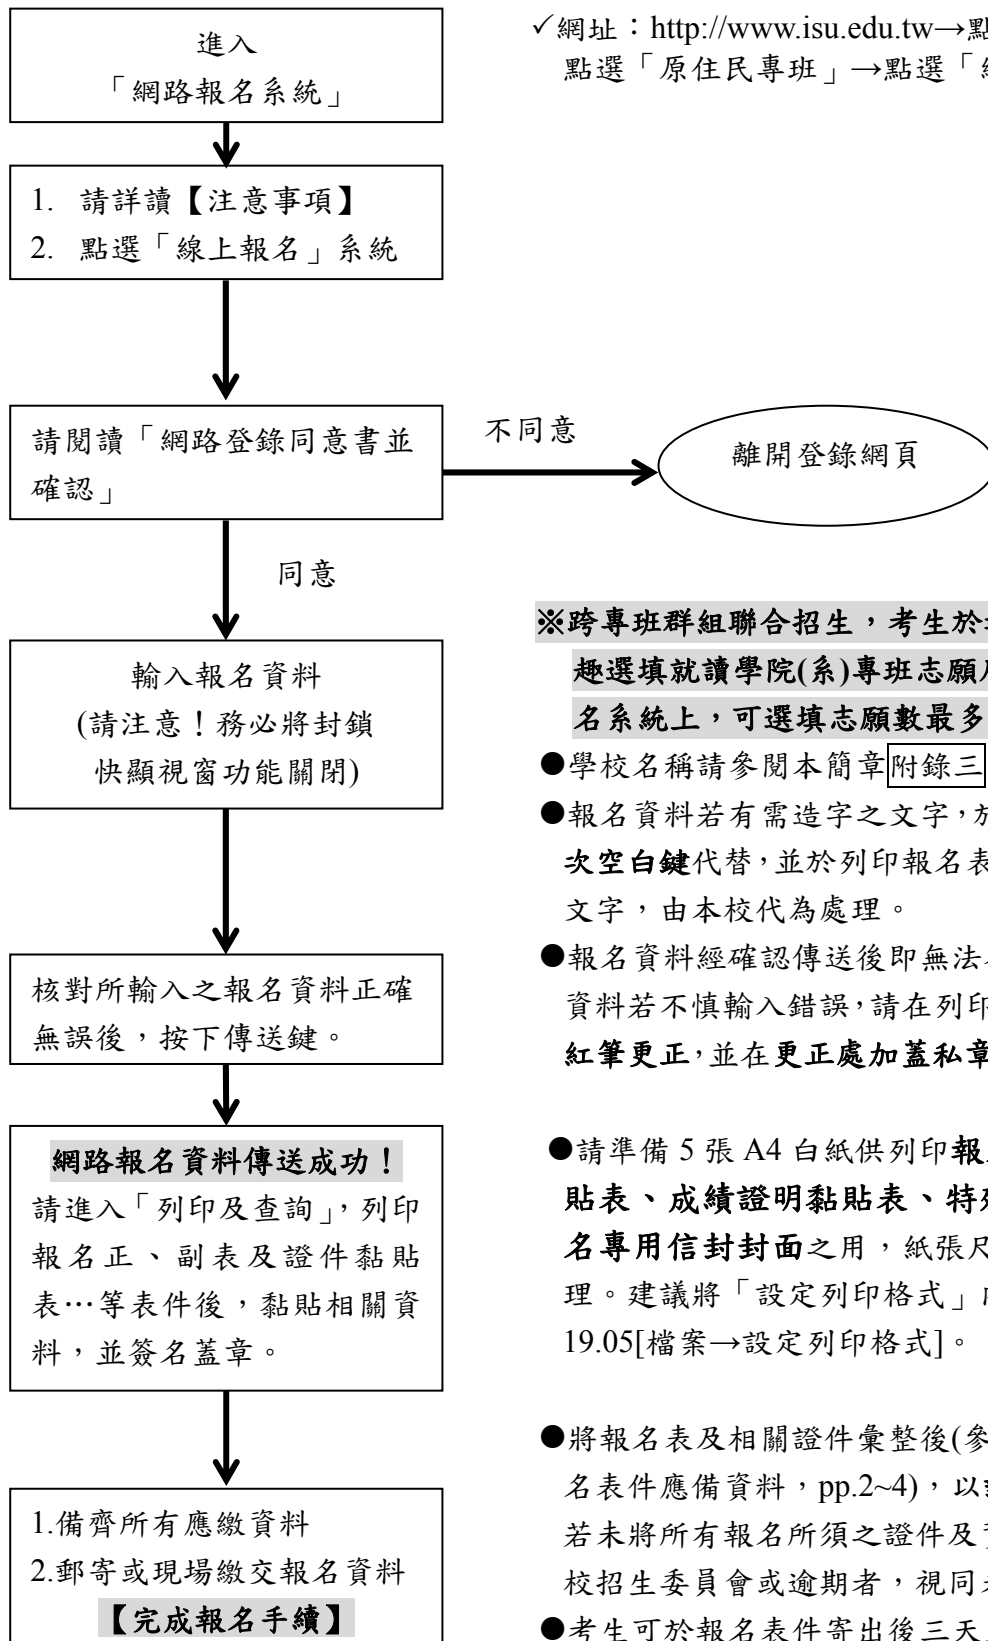 進入
「網路報名系統」
✓網址：http://www.isu.edu.tw→點
點選「原住民專班」→點選「
1. 請詳讀【注意事項】
2. 點選「線上報名」系統
請閱讀「網路登錄同意書並
確認」
不同意
離開登錄網頁
同意
輸入報名資料
(請注意！務必將封鎖
快顯視窗功能關閉)
※跨專班群組聯合招生，考生於
趣選填就讀學院(系)專班志願
名系統上，可選填志願數最多
●學校名稱請參閱本簡章附錄三
●報名資料若有需造字之文字，於
次空白鍵代替，並於列印報名表
文字，由本校代為處理。
●報名資料經確認傳送後即無法
資料若不慎輸入錯誤，請在列印
紅筆更正，並在更正處加蓋私章
核對所輸入之報名資料正確
無誤後，按下傳送鍵。
網路報名資料傳送成功！
請進入「列印及查詢」，列印
報名正、副表及證件黏貼
表…等表件後，黏貼相關資
料，並簽名蓋章。
●請準備 5 張 A4 白紙供列印報
貼表、成績證明黏貼表、特
名專用信封封面之用，紙張尺
理。建議將「設定列印格式」
19.05[檔案→設定列印格式]。
1.備齊所有應繳資料
2.郵寄或現場繳交報名資料
【完成報名手續】
●將報名表及相關證件彙整後(參
名表件應備資料，pp.2~4)，以
若未將所有報名所須之證件及
校招生委員會或逾期者，視同
●考生可於報名表件寄出後三天